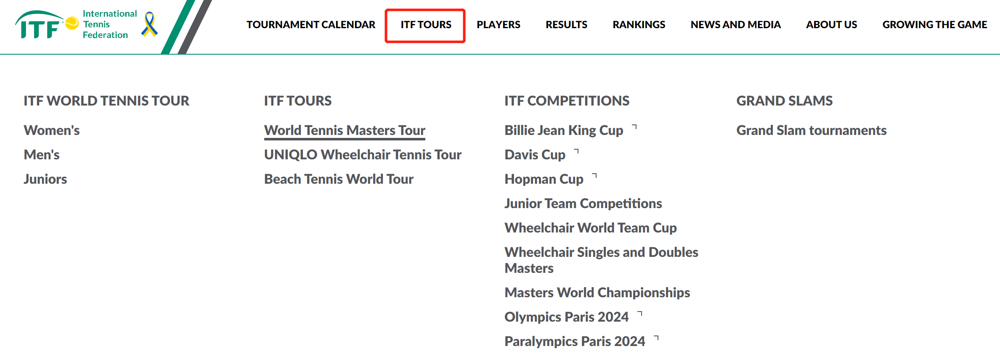 ITF
International
Tennis
Federation
TOURNAMENT CALENDAR
ITF TOURS
PLAYERS
RESULTS
RANKINGS
NEWS AND MEDIA
ABOUT US
GROWING THE GAME
ITF WORLD TENNIS TOUR
Women's
Men's
Juniors
ITF TOURS
World Tennis Masters Tour
UNIQLO Wheelchair Tennis Tour
Beach Tennis World Tour
ITF COMPETITIONS
Billie Jean King Cup
Davis Cup
Hopman Cup
Junior Team Competitions
Wheelchair World Team Cup
Wheelchair Singles and Doubles
Masters
Masters World Championships
Olympics Paris 2024
Paralympics Paris 2024
GRAND SLAMS
Grand Slam tournaments